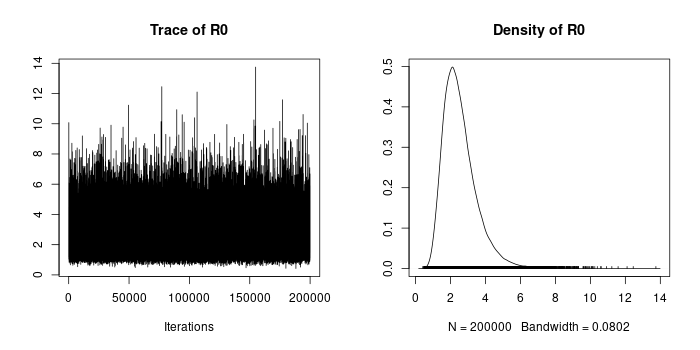 Trace of R0
14
12
10
8
6
4
2
0
0 50000 100000 150000 200000
Iterations
Density of R0
0.5
0.4
0.3
0.2
0.1
0.0
0 2 4 6 8 10 12 14
N = 200000 Bandwidth = 0.0802